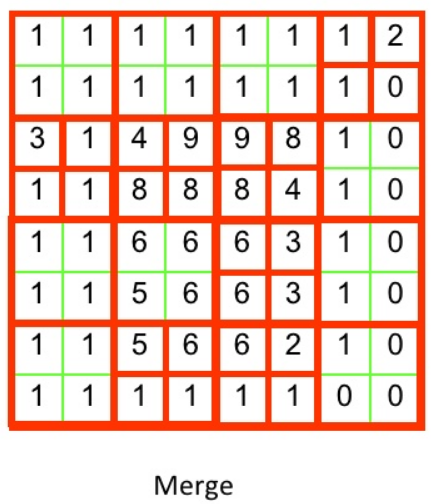 1 1 1 1 1 1 1 2
1 1 1 1 1 1 1 0
3 1 4 9 9 8 1 0
1 1 8 8 8 4 1 0
1 1 6 6 6 3 1 0
1 1 5 6 6 3 1 0
1 1 5 6 6 2 1 0
1 1 1 1 1 1 0 0
Merge